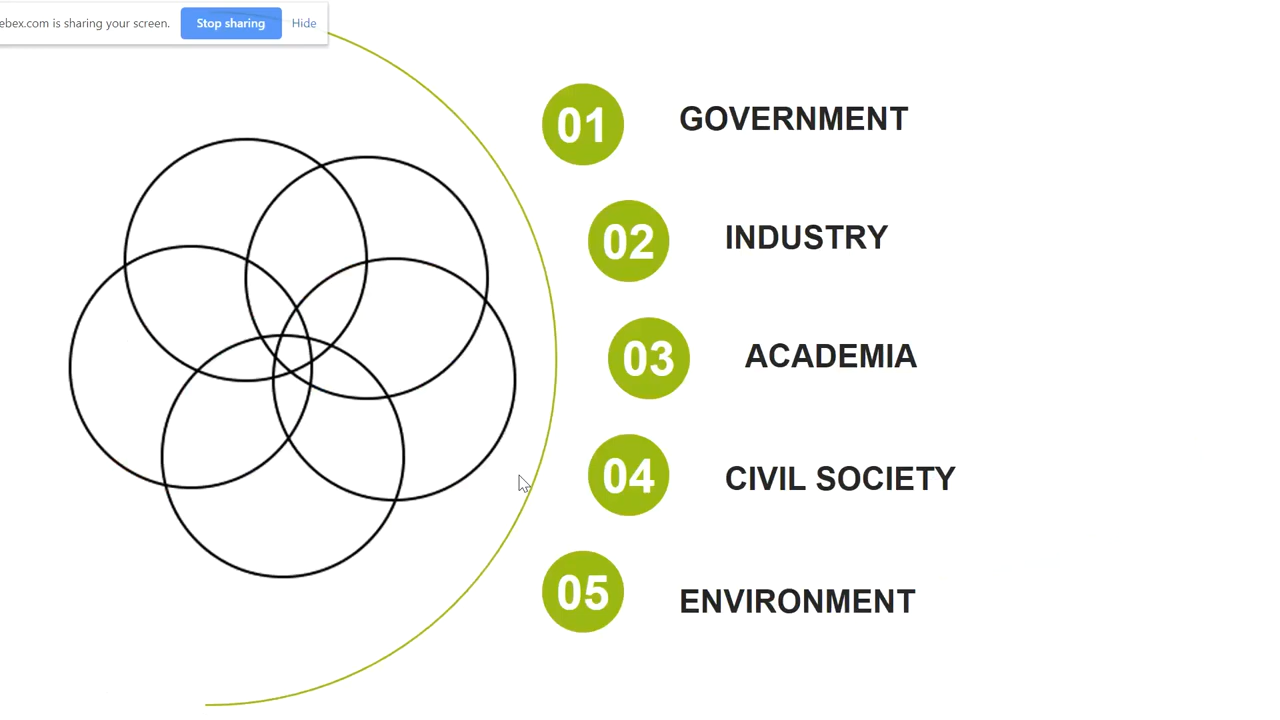 ebex.com is sharing your screen. Stop sharing Hide
01 GOVERNMENT
02 INDUSTRY
03 ACADEMIA
04 CIVIL SOCIETY
05 ENVIRONMENT